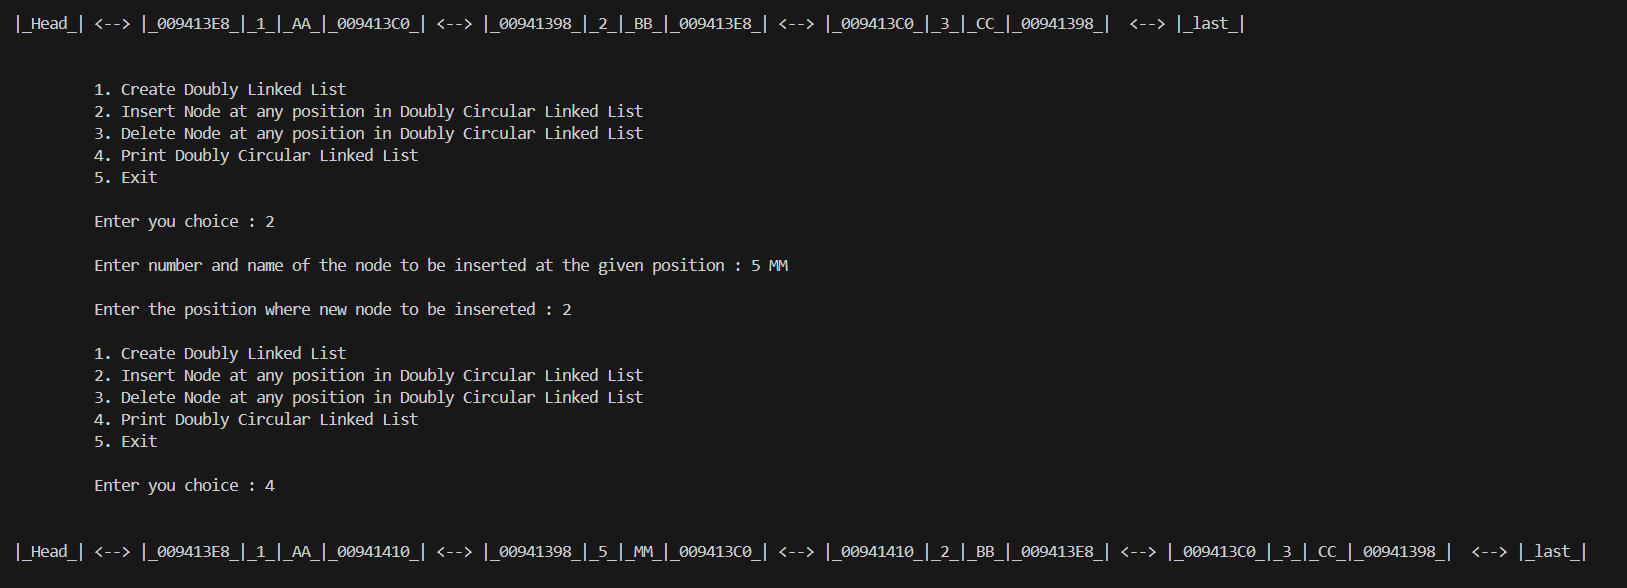 |_Head_| <--> |_009413E8_|_1_|_AA_|_009413C0_| <--> |_00941398_|_2_|_BB_|_009413E8_| <--> |_009413C0_|_3_|_CC_|_00941398_|  <--> |_last_|
1. Create Doubly Linked List
2. Insert Node at any position in Doubly Circular Linked List
3. Delete Node at any position in Doubly Circular Linked List
4. Print Doubly Circular Linked List
5. Exit
Enter you choice : 2
Enter number and name of the node to be inserted at the given position : 5 MM
Enter the position where new node to be insereted : 2
1. Create Doubly Linked List
2. Insert Node at any position in Doubly Circular Linked List
3. Delete Node at any position in Doubly Circular Linked List
4. Print Doubly Circular Linked List
5. Exit
Enter you choice : 4
|_Head_| <--> |_009413E8_|_1_|_AA_|_00941410_| <--> |_00941398_|_5_|_MM_|_009413C0_| <--> |_00941410_|_2_|_BB_|_009413E8_| <--> |_009413C0_|_3_|_CC_|_00941398_|  <--> |_last_|